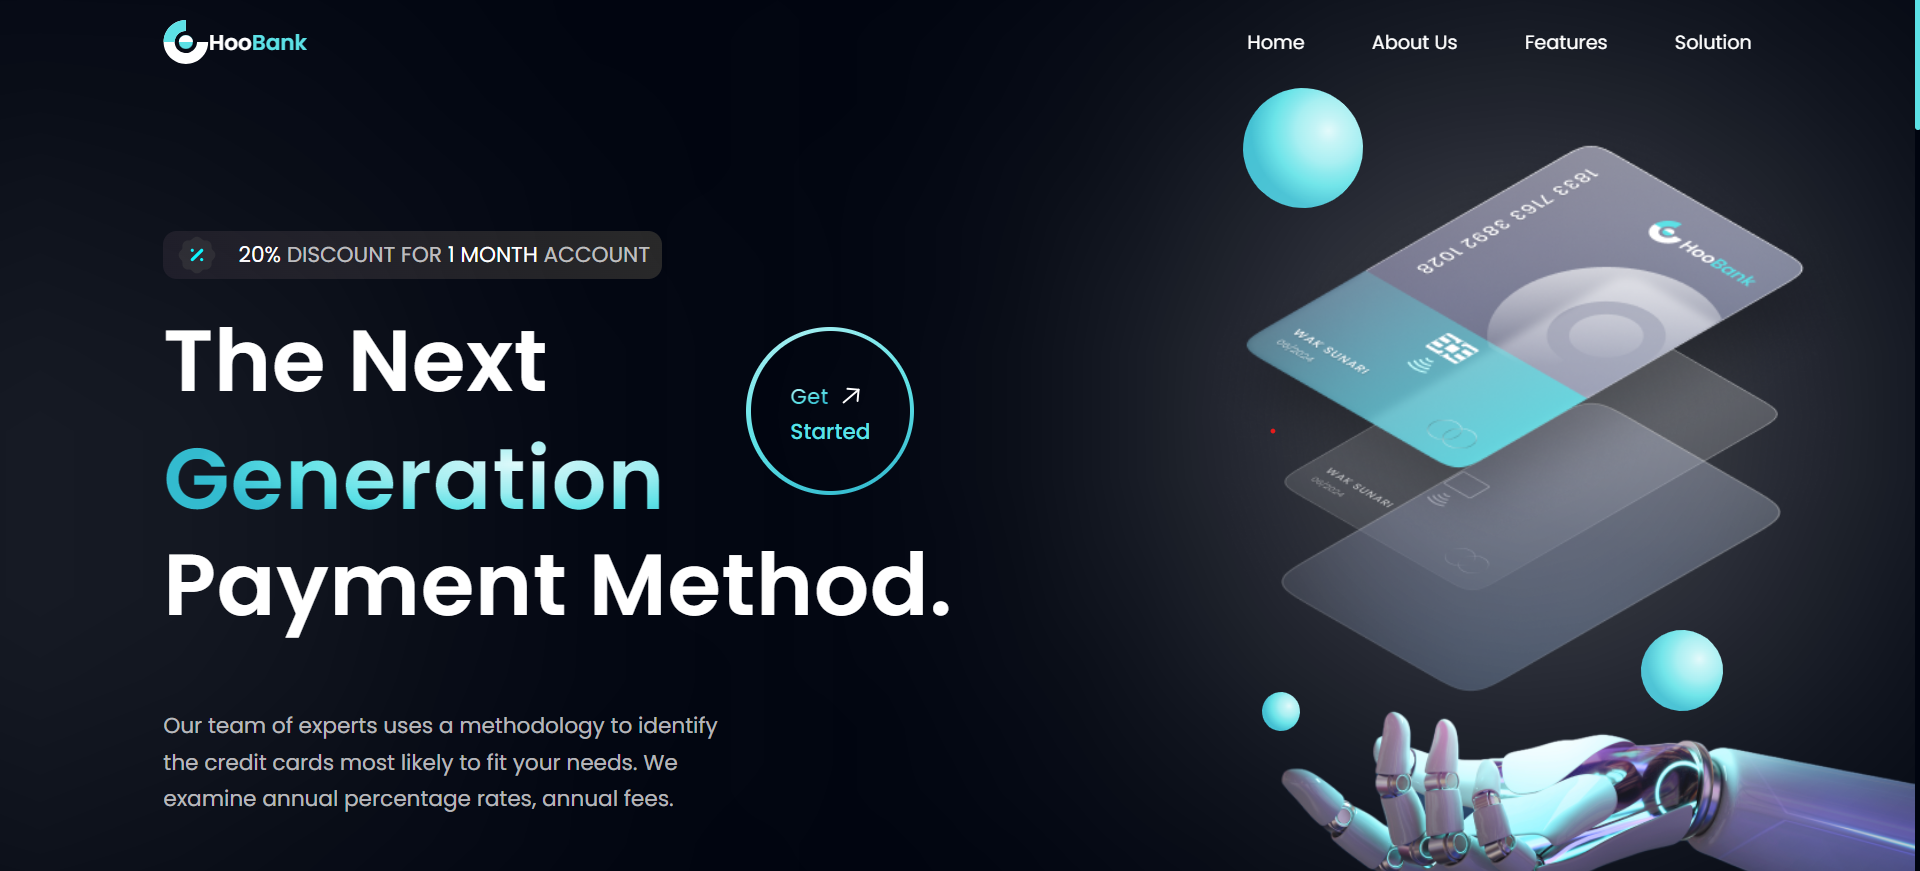 HooBank
Home
About Us
Features
Solution
20% DISCOUNT FOR 1 MONTH ACCOUNT
The Next
Generation
Payment Method.
Get
Started
Our team of experts uses a methodology to identify
the credit cards most likely to fit your needs. We
examine annual percentage rates, annual fees.
1833 7163 3892 1028
HooBank
WAK SUNARI
06/2024
WAK SUNARI
06/2024